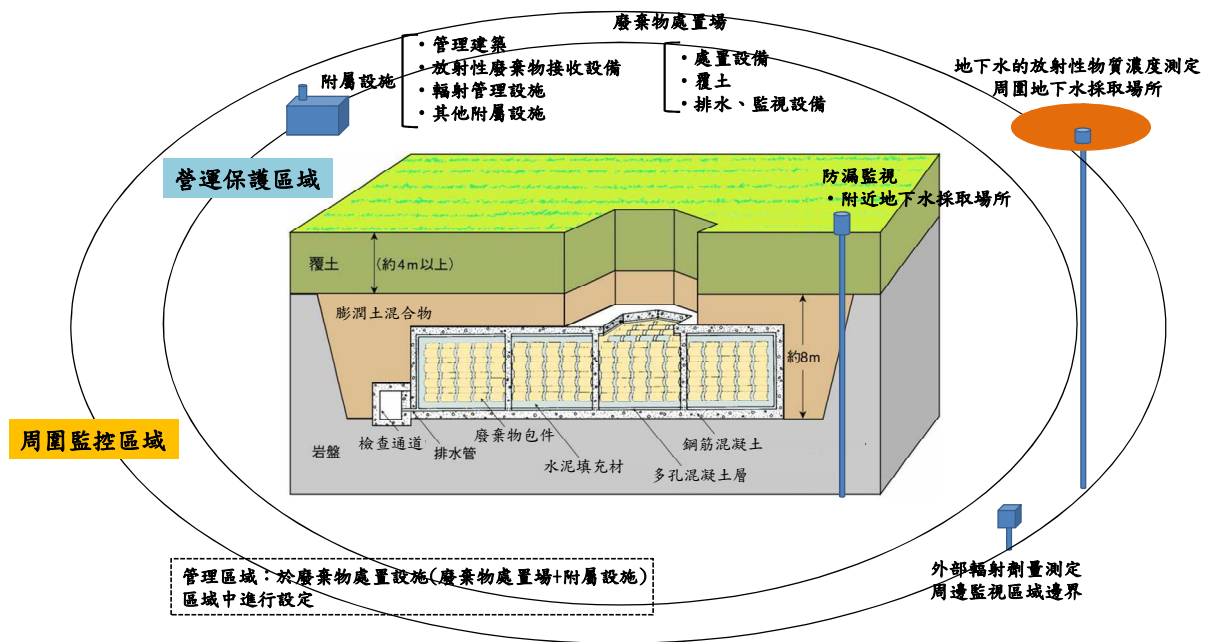 廢棄物處置場
附屬設施
・管理建築
・放射性廢棄物接收設備
・輻射管理設施
・其他附屬設施
・處置設備
・覆土
・排水、監視設備
地下水的放射性物質濃度測定
周圍地下水採取場所
營運保護區域
防漏監視
・附近地下水採取場所
覆土
(約4m以上)
膨潤土混合物
約8m
周圍監控區域
岩盤
檢查通道
排水管
廢棄物包件
水泥填充材
多孔混凝土層
鋼筋混凝土
管理區域：於廢棄物處置設施(廢棄物處置場+附屬設施)
區域中進行設定
外部輻射劑量測定
周邊監視區域邊界